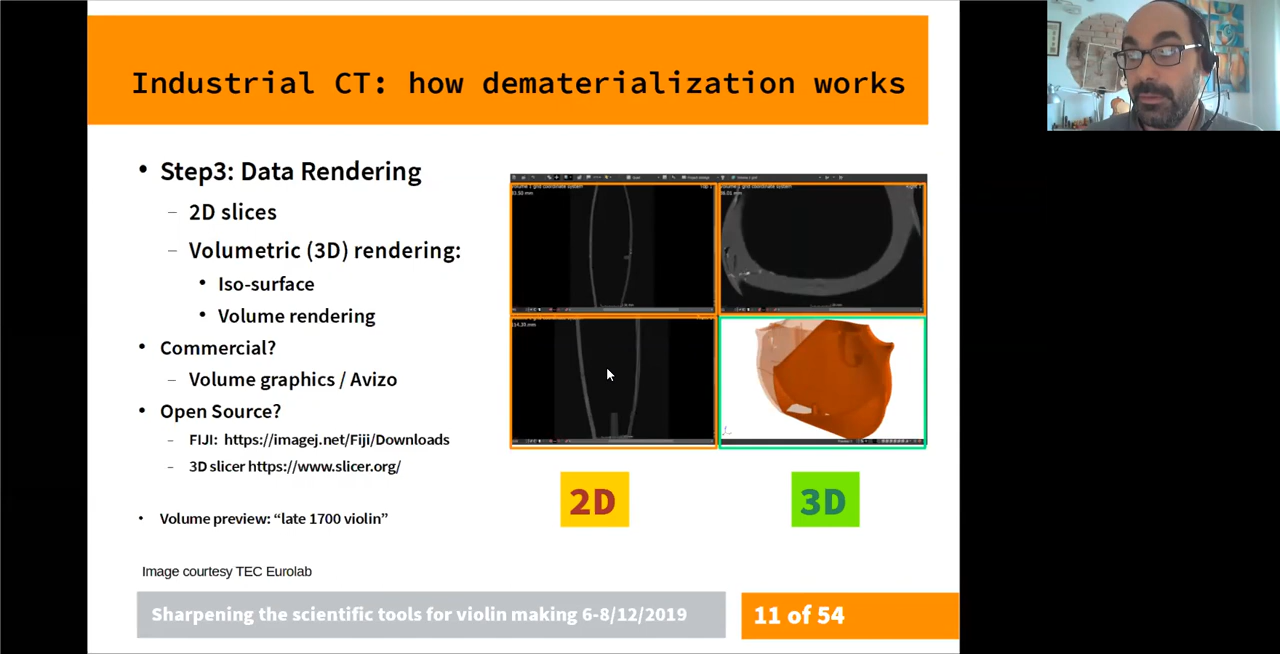 Industrial CT: how dematerialization works
• Step3: Data Rendering
– 2D slices
– Volumetric (3D) rendering:
• Iso-surface
• Volume rendering
• Commercial?
– Volume graphics / Avizo
• Open Source?
– FIJI: https://imagej.net/Fiji/Downloads
– 3D slicer https://www.slicer.org/
• Volume preview: “late 1700 violin”
2D
3D
Image courtesy TEC Eurolab
Sharpening the scientific tools for violin making 6-8/12/2019
11 of 54